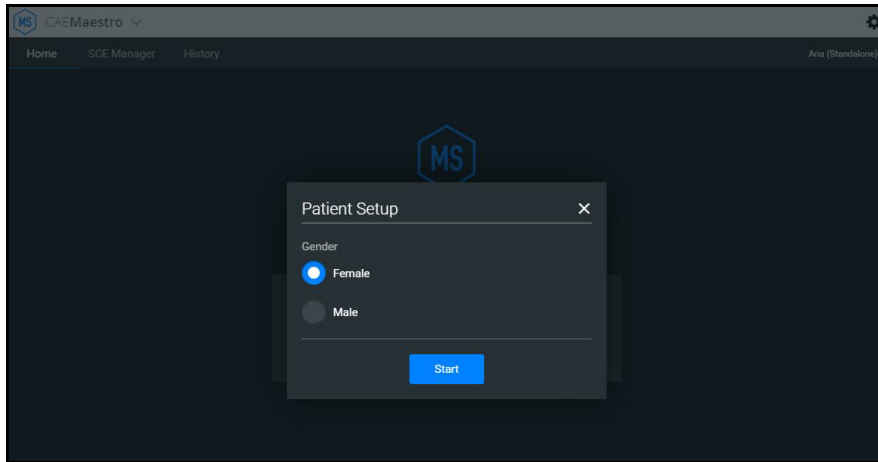 MS CAEMaestro
Home SCE Manager History Aria (Standalone)
MS
Patient Setup
Gender
Female
Male
Start